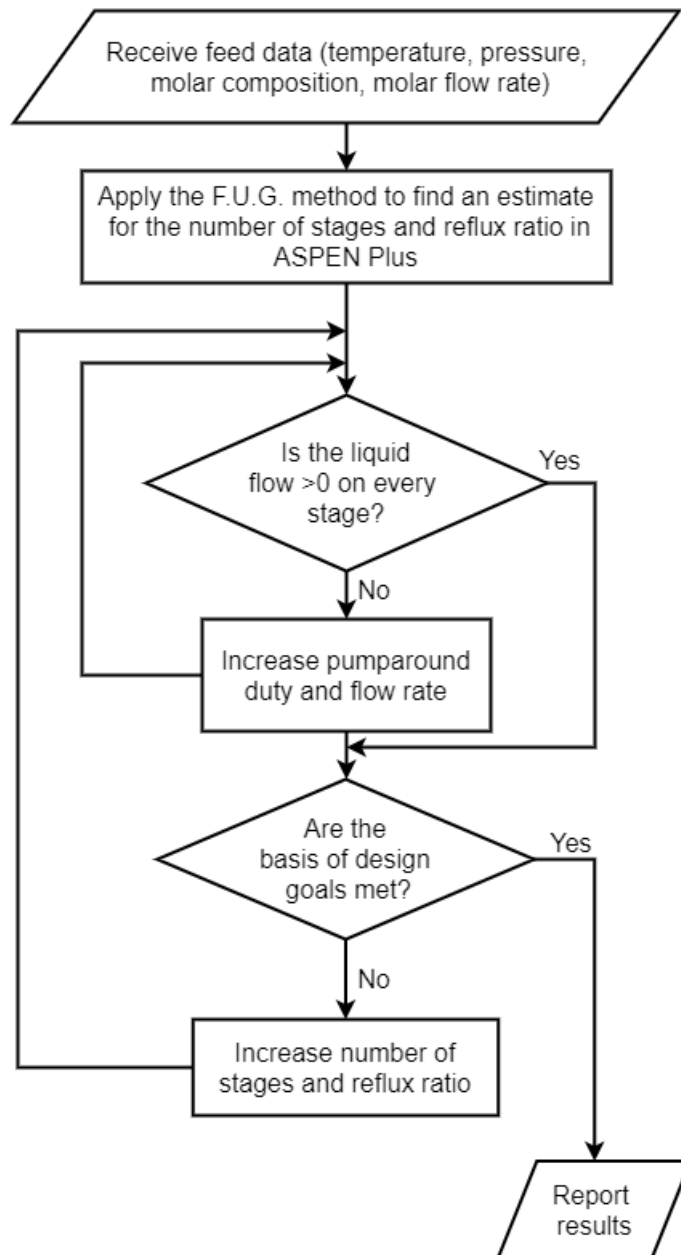 Receive feed data (temperature, pressure,
molar composition, molar flow rate)
Apply the F.U.G. method to find an estimate
for the number of stages and reflux ratio in
ASPEN Plus
Is the liquid
flow >0 on every
stage?
Yes
No
Increase pumparound
duty and flow rate
Are the
basis of design
goals met?
Yes
No
Increase number of
stages and reflux ratio
Report
results